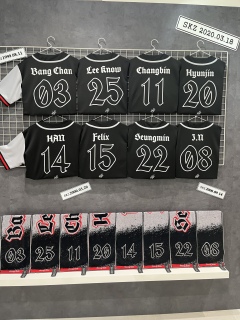 SKZ 2020.03.18
Bang Chan
Lee Know
Changbin
Hyunjin
03
25
11
20
HAN
Felix
Seungmin
I.N
14
15
22
08
03
25
11
20
14
15
22
08